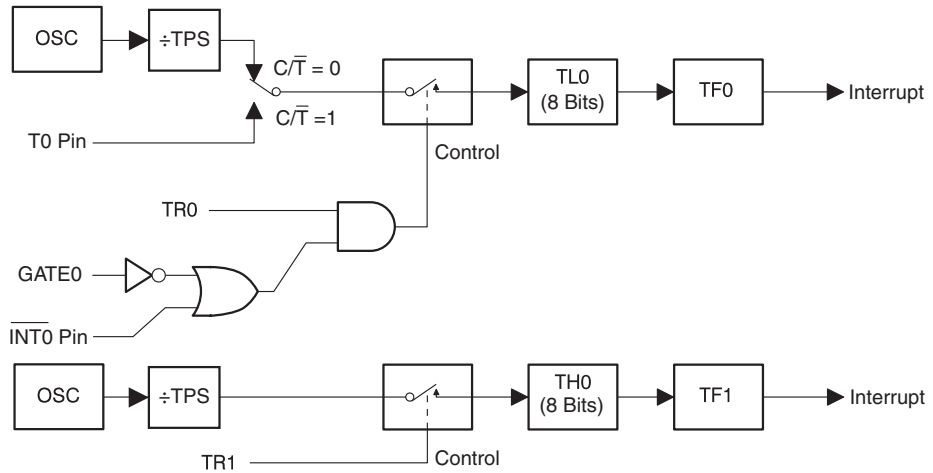 OSC
÷TPS
C/T̅ = 0
C/T̅ =1
T0 Pin
TL0
(8 Bits)
TF0
Interrupt
Control
TR0
GATE0
I̅N̅T̅0̅ Pin
OSC
÷TPS
TH0
(8 Bits)
TF1
Interrupt
TR1
Control